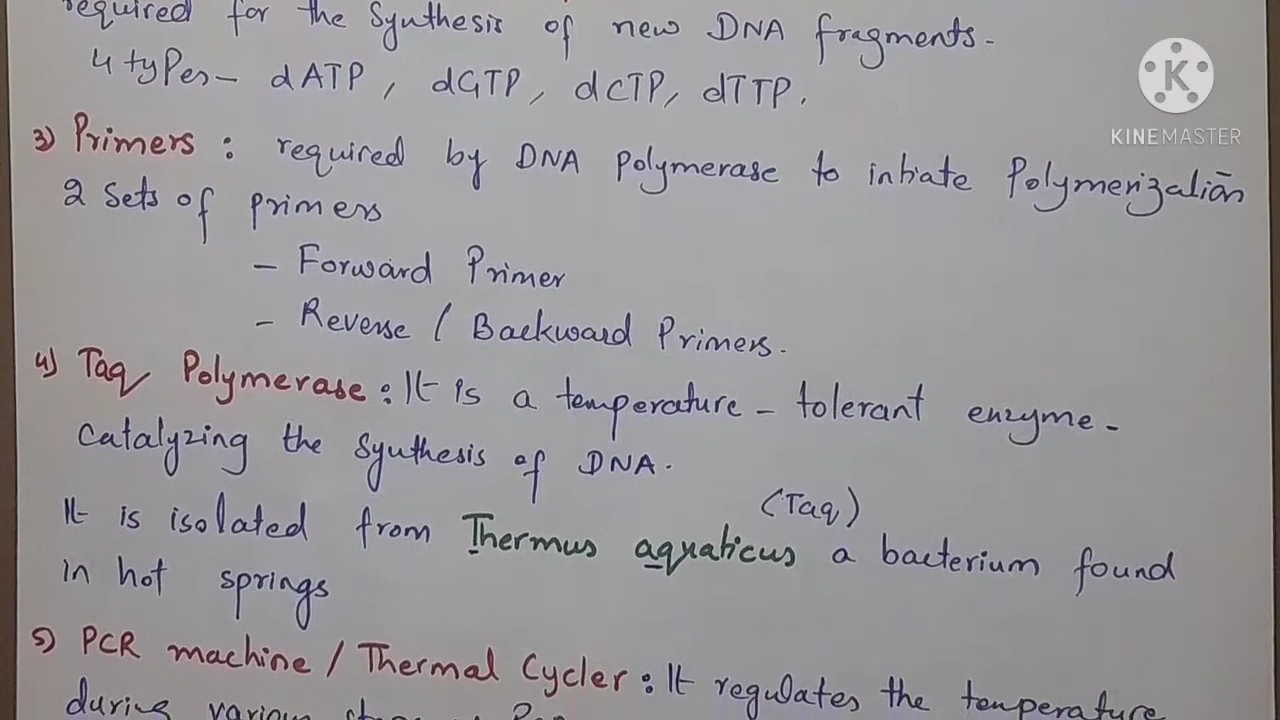 required for the Synthesis of new DNA fragments.
4 types- dATP, dGTP, dCTP, dTTP.
KINEMASTER
3) Primers: required by DNA polymerase to intiate Polymerization
2 sets of primers
- Forward Primer
- Reverse / Backward Primers.
4) Taq Polymerase: It is a temperature-tolerant enzyme-
Catalyzing the synthesis of DNA.
(Taq)
It is isolated from Thermus aquaticus a bacterium found
in hot springs
5) PCR machine / Thermal Cycler: It regulates the temperature
during various